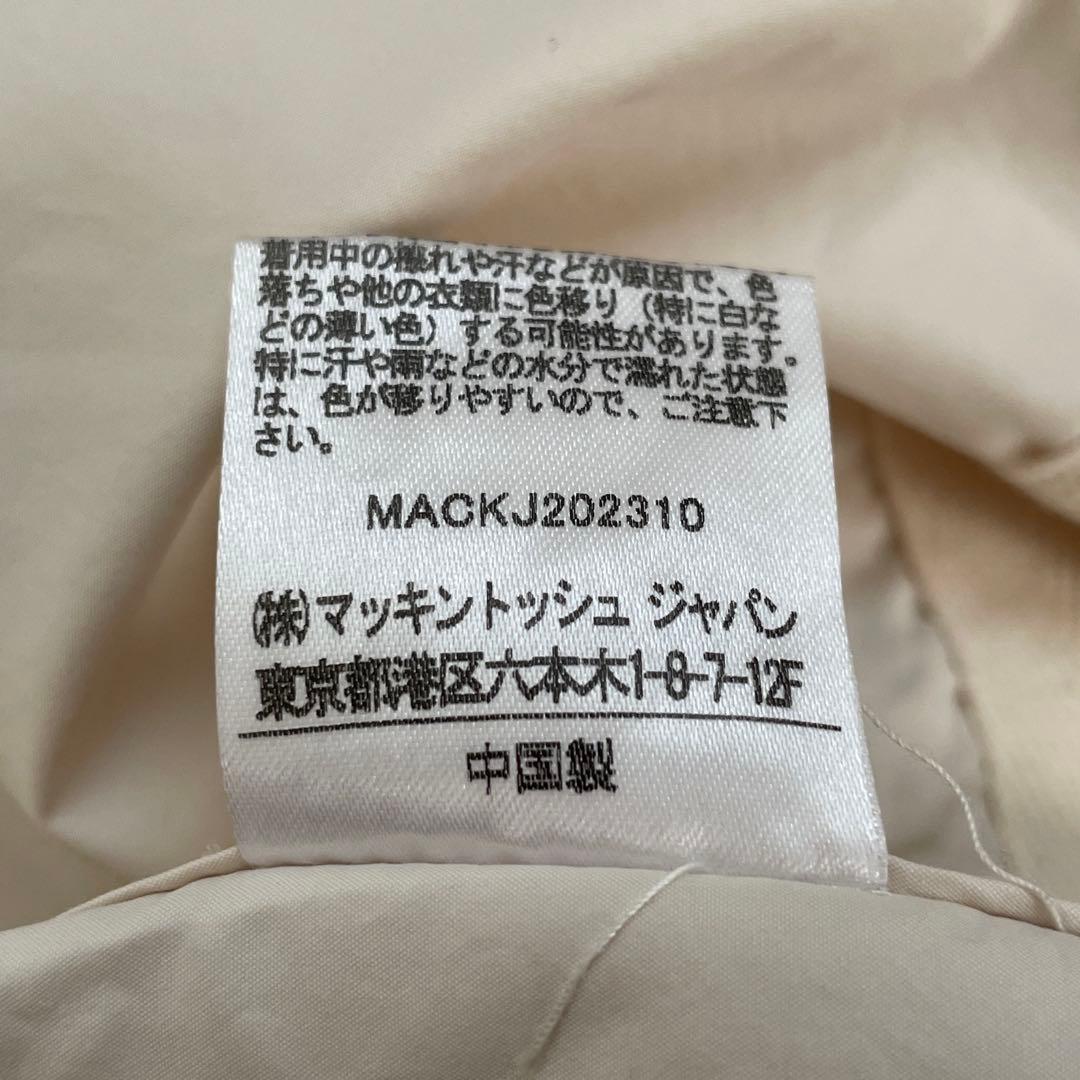 着用中の擦れや汗などが原因で、色
落ちや他の衣類に色移り（特に白な
どの薄い色）する可能性があります。
特に汗や雨などの水分で濡れた状態
は、色が移りやすいので、ご注意下
さい。
MACKJ202310
(株)マッキントッシュ ジャパン
東京都港区六本木1-8-7-12F
中国製